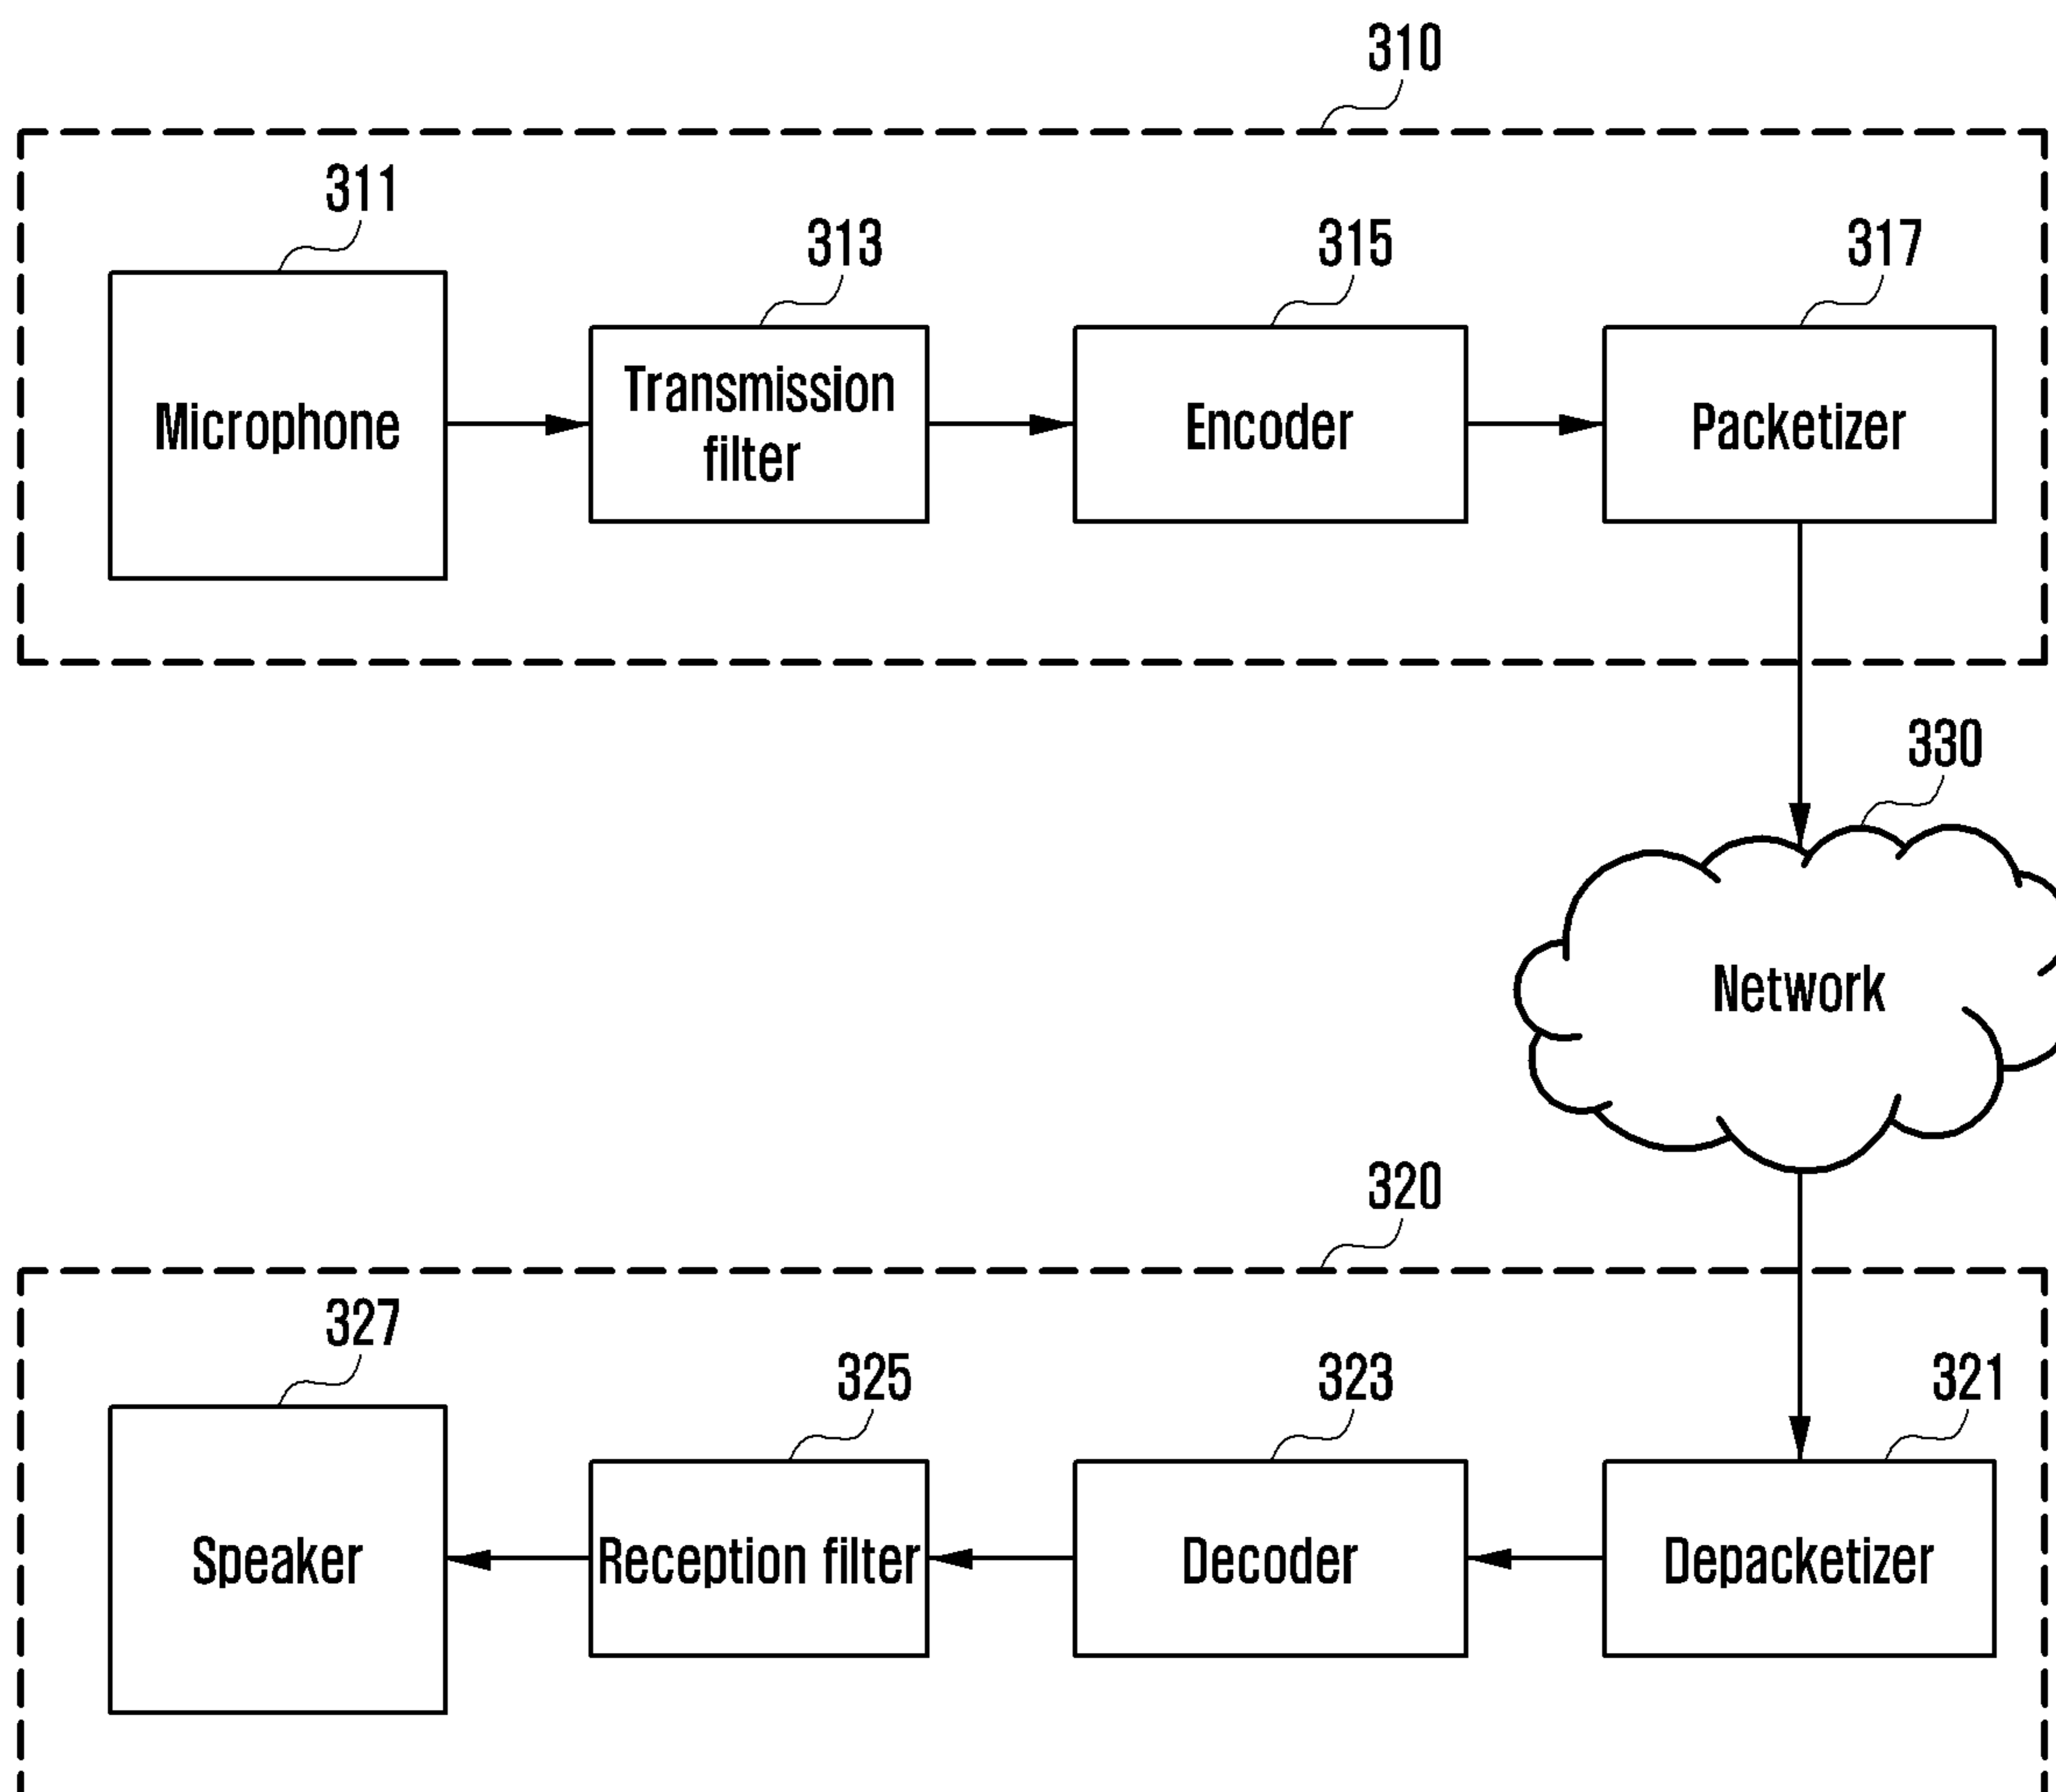 310
311
313
315
317
Microphone
Transmission
filter
Encoder
Packetizer
330
Network
320
327
325
323
321
Speaker
Reception filter
Decoder
Depacketizer